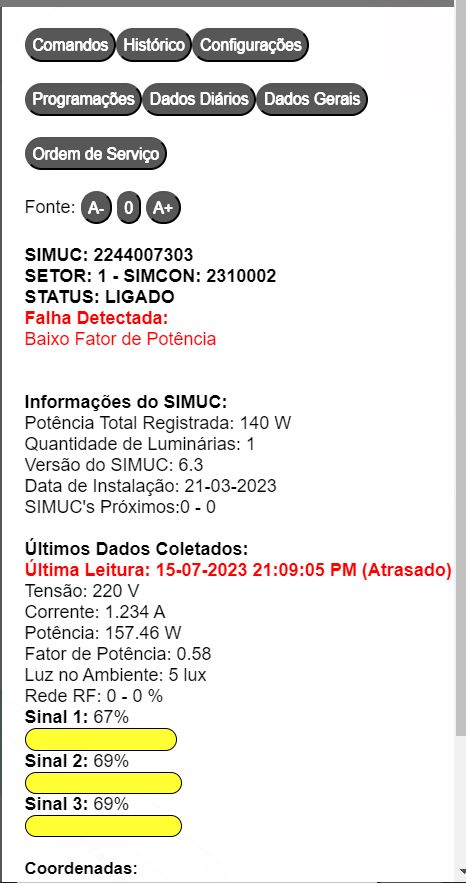 Comandos Histórico Configurações
Programações Dados Diários Dados Gerais
Ordem de Serviço
Fonte: A- 0 A+
SIMUC: 2244007303
SETOR: 1 - SIMCON: 2310002
STATUS: LIGADO
Falha Detectada:
Baixo Fator de Potência
Informações do SIMUC:
Potência Total Registrada: 140 W
Quantidade de Luminárias: 1
Versão do SIMUC: 6.3
Data de Instalação: 21-03-2023
SIMUC's Próximos:0 - 0
Últimos Dados Coletados:
Última Leitura: 15-07-2023 21:09:05 PM (Atrasado)
Tensão: 220 V
Corrente: 1.234 A
Potência: 157.46 W
Fator de Potência: 0.58
Luz no Ambiente: 5 lux
Rede RF: 0 - 0 %
Sinal 1: 67%
Sinal 2: 69%
Sinal 3: 69%
Coordenadas: